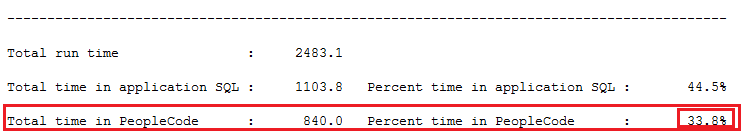 Total run time : 2483.1
Total time in application SQL : 1103.8 Percent time in application SQL : 44.5%
Total time in PeopleCode : 840.0 Percent time in PeopleCode : 33.8%